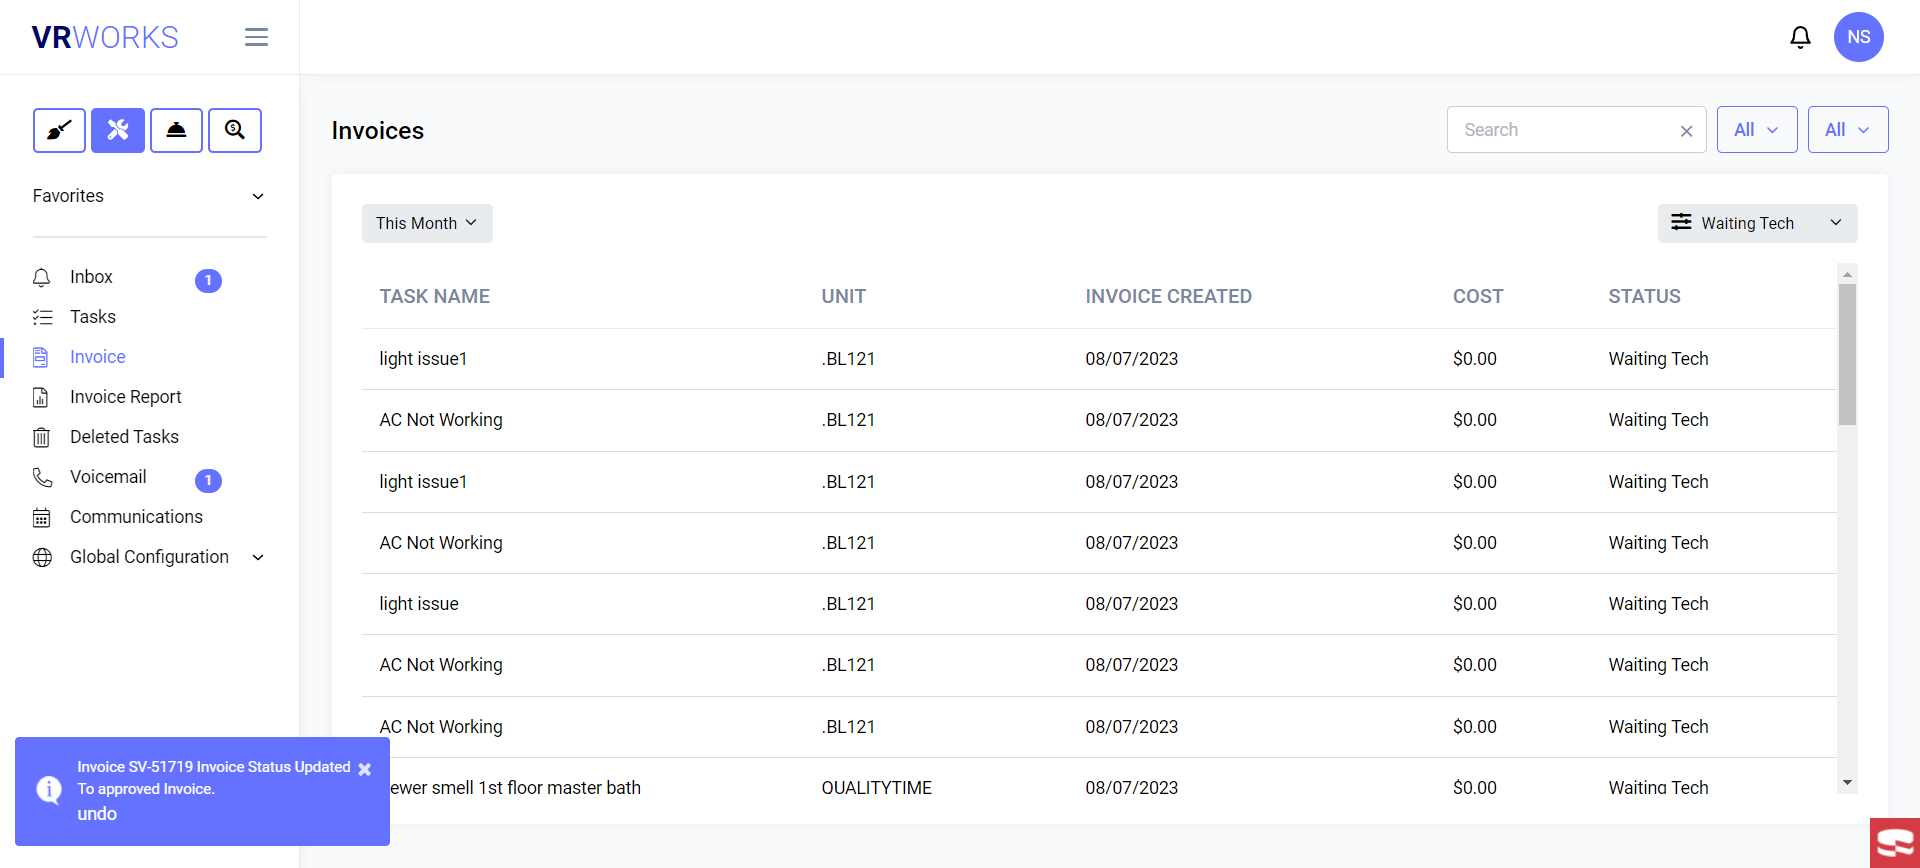 VRWORKS
NS
Invoices
Search
All
All
Favorites
This Month
Waiting Tech
Inbox 1
Tasks
Invoice
Invoice Report
Deleted Tasks
Voicemail 1
Communications
Global Configuration
TASK NAME UNIT INVOICE CREATED COST STATUS
light issue1 .BL121 08/07/2023 $0.00 Waiting Tech
AC Not Working .BL121 08/07/2023 $0.00 Waiting Tech
light issue1 .BL121 08/07/2023 $0.00 Waiting Tech
AC Not Working .BL121 08/07/2023 $0.00 Waiting Tech
light issue .BL121 08/07/2023 $0.00 Waiting Tech
AC Not Working .BL121 08/07/2023 $0.00 Waiting Tech
AC Not Working .BL121 08/07/2023 $0.00 Waiting Tech
ewer smell 1st floor master bath QUALITYTIME 08/07/2023 $0.00 Waiting Tech
Invoice SV-51719 Invoice Status Updated
To approved Invoice.
undo